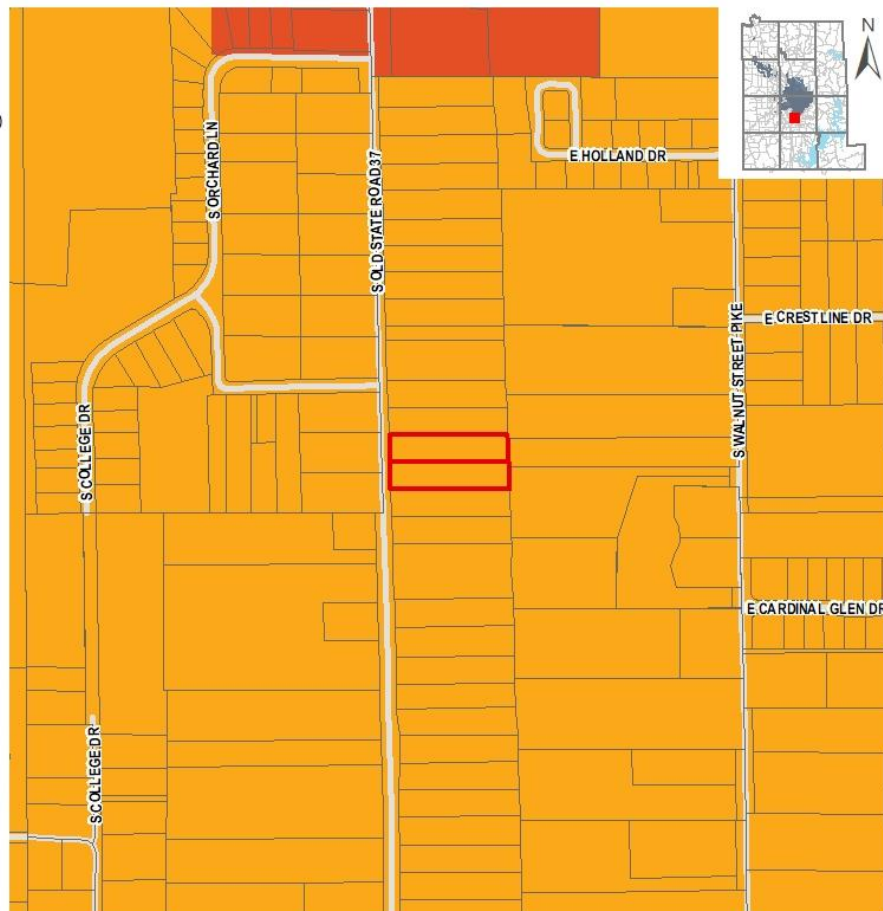 )
N
S ORCHARD LN
S OLD STATE ROAD 37
E HOLLAND DR
S WALNUT STREET PIKE
E CRESTLINE DR
S COLLEGE DR
E CARDINAL GLEN DR
S COLLEGE DR